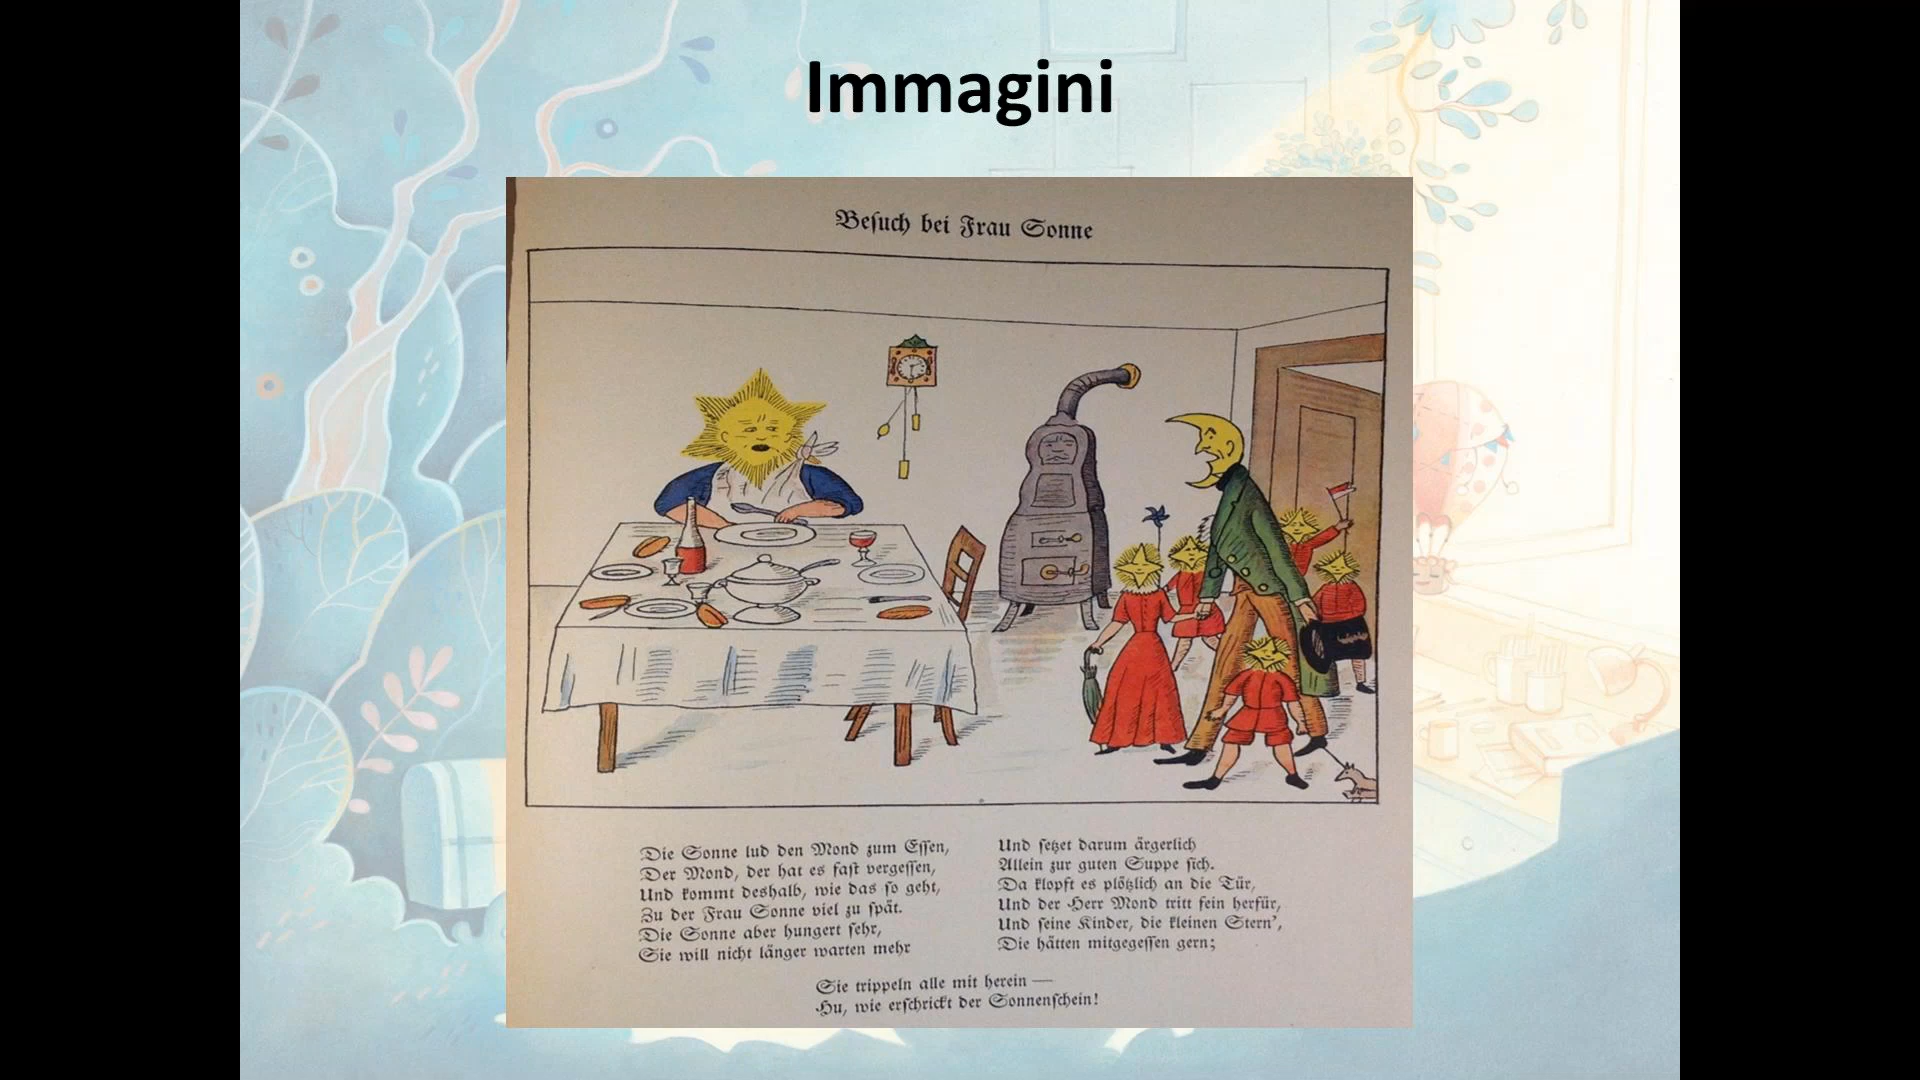 Immagini
Besuch bei Frau Sonne
Die Sonne lud den Mond zum Essen,
Der Mond, der hat es fast vergessen,
Und kommt deshalb, wie das so geht,
Zu der Frau Sonne viel zu spät.
Die Sonne aber hungert sehr,
Sie will nicht länger warten mehr
Und setzet darum ärgerlich
Allein zur guten Suppe sich.
Da klopft es plötzlich an die Tür,
Und der Herr Mond tritt fein herfür,
Und seine Kinder, die kleinen Stern',
Die hätten mitgegessen gern;
Sie trippeln alle mit herein —
Hu, wie erschrickt der Sonnenschein!